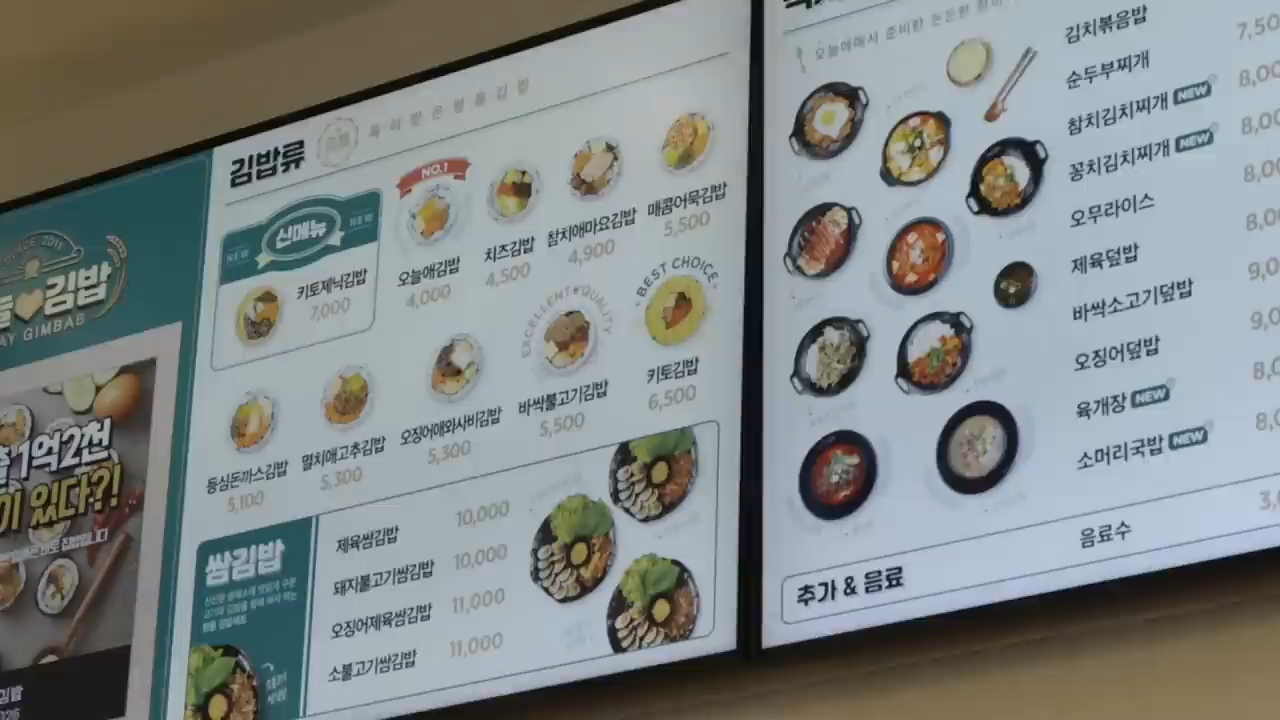 김밥류
신메뉴
NEW
NEW
키토제닉김밥
7,000
NO.1
오늘애김밥
4,000
치즈김밥
4,500
참치애마요김밥
4,900
매콤어묵김밥
5,500
등심돈까스김밥
5,100
멸치애고추김밥
5,300
오징어애와사비김밥
5,300
EXCELLENT♥QUALITY
바싹불고기김밥
5,500
BEST CHOICE
키토김밥
6,500
쌈김밥
제육쌈김밥 10,000
돼지불고기쌈김밥 10,000
오징어제육쌈김밥 11,000
소불고기쌈김밥 11,000
김밥
GIMBAB
1억2천
있다?!
김치볶음밥 7,50
순두부찌개 8,00
참치김치찌개 NEW 8,00
꽁치김치찌개 NEW 8,00
오무라이스 8,0
제육덮밥 9,0
바싹소고기덮밥 9,0
오징어덮밥 8,0
육개장 NEW 8,0
소머리국밥 NEW
추가 & 음료
음료수 3,